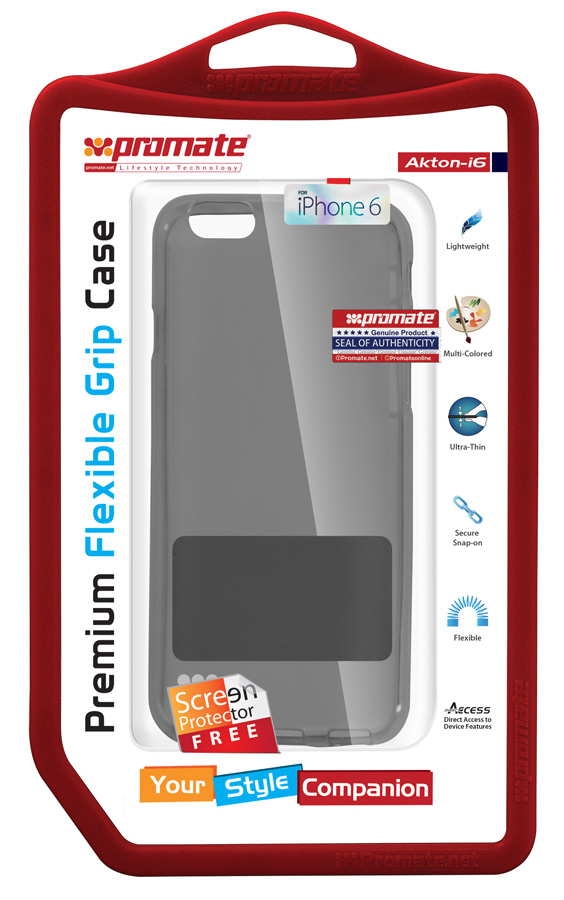 promate
promate®
promate.net Lifestyle Technology
Akton-i6
FOR
iPhone 6
Premium Flexible Grip Case
Lightweight
promate
Genuine Product
SEAL OF AUTHENTICITY
Promate.net | Promateonline
Multi-Colored
Ultra-Thin
Secure
Snap-on
Flexible
Screen
Protector
FREE
Access
Direct Access to
Device Features
Your Style Companion
promate
Promate.net